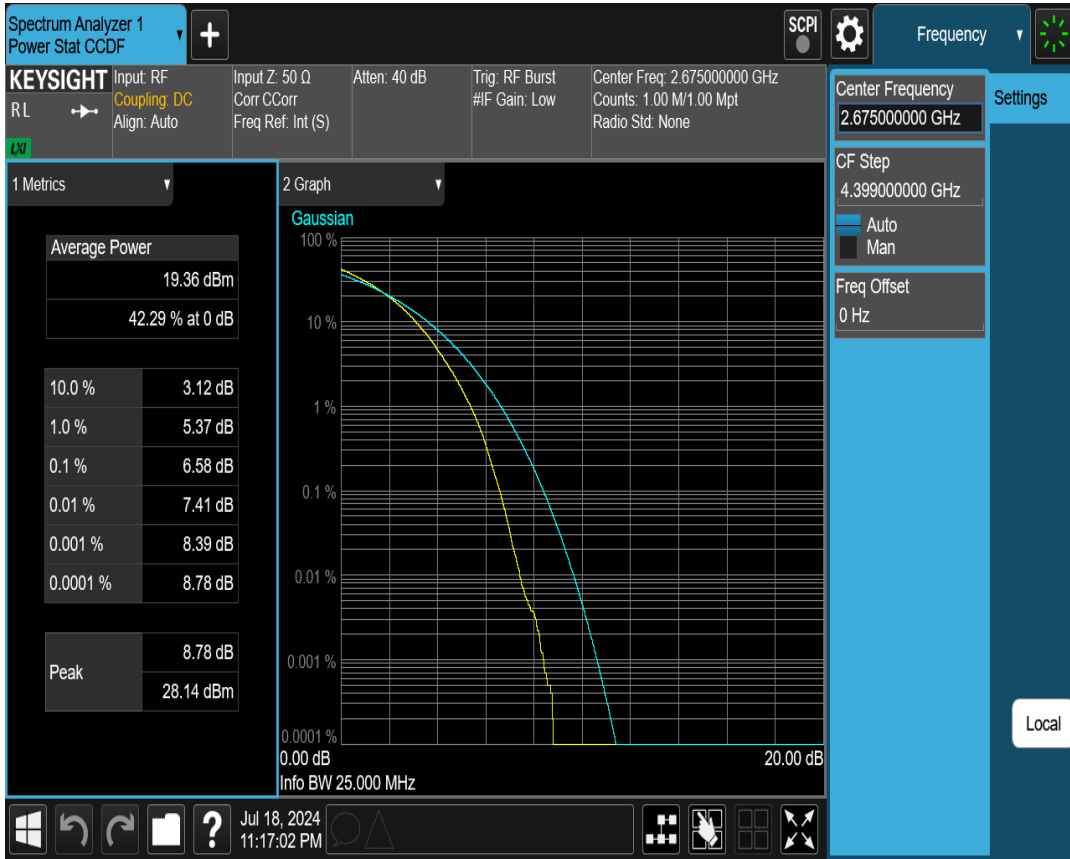 Spectrum Analyzer 1
Power Stat CCDF
SCPI
Frequency
KEYSIGHT
RL
LXI
Input: RF
Coupling: DC
Align: Auto
Input Z: 50 Ω
Corr CCorr
Freq Ref: Int (S)
Atten: 40 dB
Trig: RF Burst
#IF Gain: Low
Center Freq: 2.675000000 GHz
Counts: 1.00 M/1.00 Mpt
Radio Std: None
Center Frequency
2.675000000 GHz
Settings
CF Step
4.399000000 GHz
Auto
Man
Freq Offset
0 Hz
Local
1 Metrics
Average Power
19.36 dBm
42.29 % at 0 dB
10.0 % 3.12 dB
1.0 % 5.37 dB
0.1 % 6.58 dB
0.01 % 7.41 dB
0.001 % 8.39 dB
0.0001 % 8.78 dB
Peak 8.78 dB
28.14 dBm
2 Graph
Gaussian
100 %
10 %
1 %
0.1 %
0.01 %
0.001 %
0.0001 %
0.00 dB 20.00 dB
Info BW 25.000 MHz
?
Jul 18, 2024
11:17:02 PM